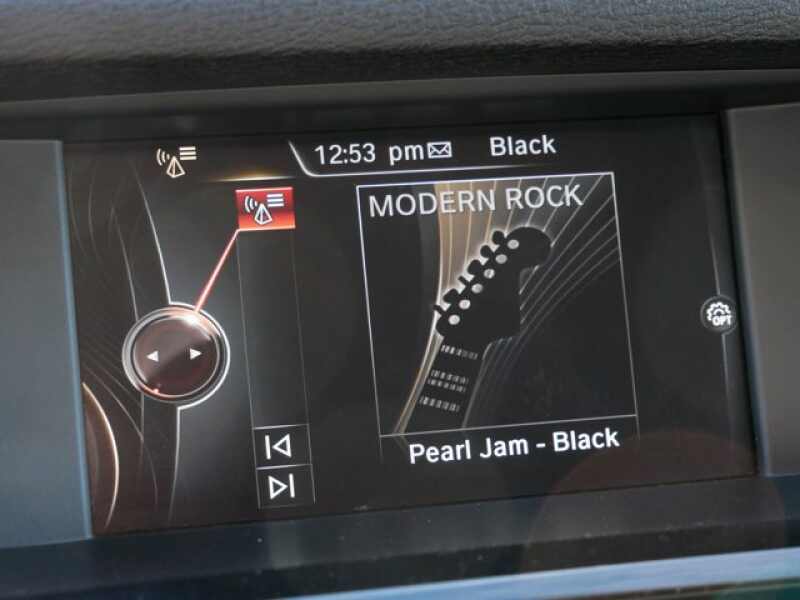 12:53 pm Black
MODERN ROCK
OPT
Pearl Jam - Black